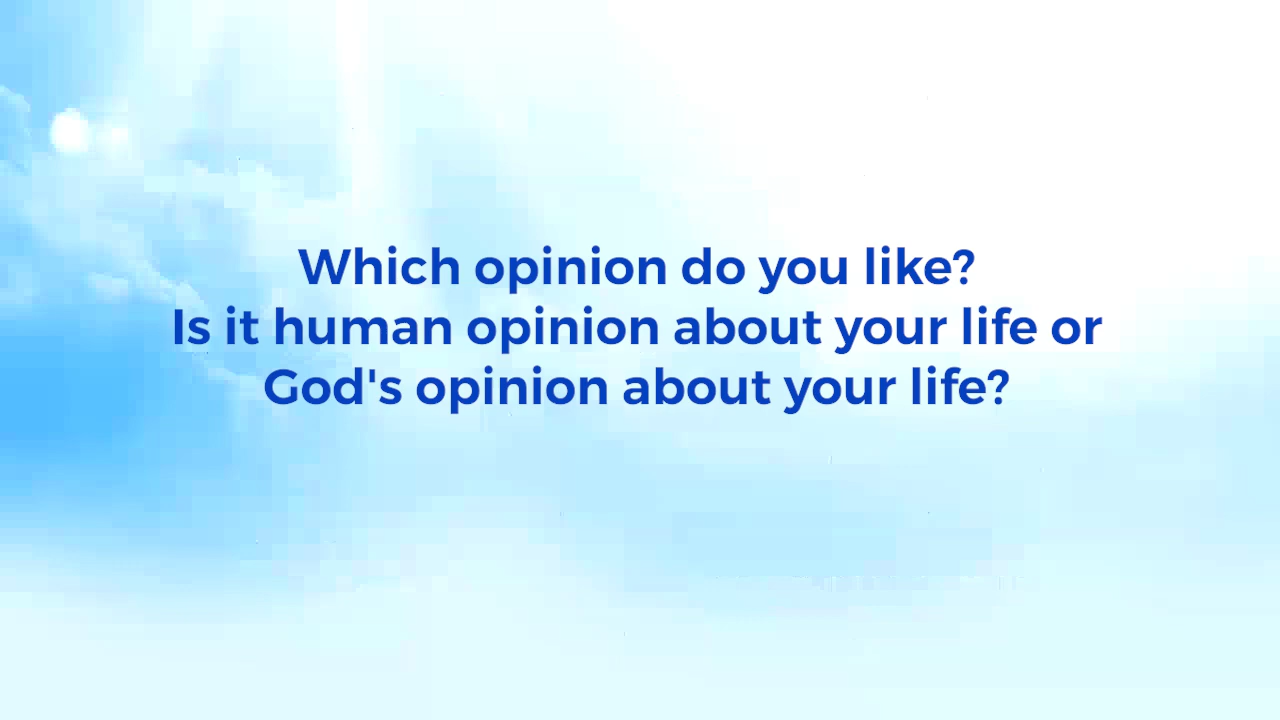 Which opinion do you like?
Is it human opinion about your life or
God's opinion about your life?